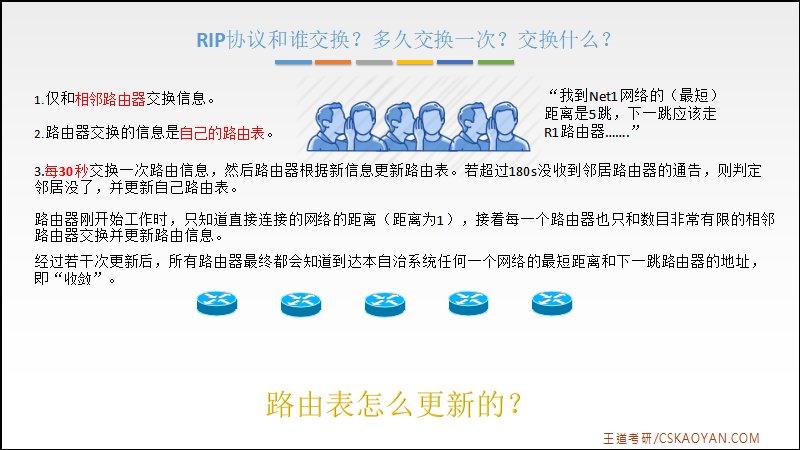 RIP协议和谁交换？多久交换一次？交换什么？
1.仅和相邻路由器交换信息。
2.路由器交换的信息是自己的路由表。
“我到Net1网络的（最短）
距离是5跳，下一跳应该走
R1路由器.......”
3.每30秒交换一次路由信息，然后路由器根据新信息更新路由表。若超过180s没收到邻居路由器的通告，则判定
邻居没了，并更新自己路由表。
路由器刚开始工作时，只知道直接连接的网络的距离（距离为1），接着每一个路由器也只和数目非常有限的相邻
路由器交换并更新路由信息。
经过若干次更新后，所有路由器最终都会知道到达本自治系统任何一个网络的最短距离和下一跳路由器的地址，
即“收敛”。
路由表怎么更新的？
王道考研/CSKAOYAN.COM